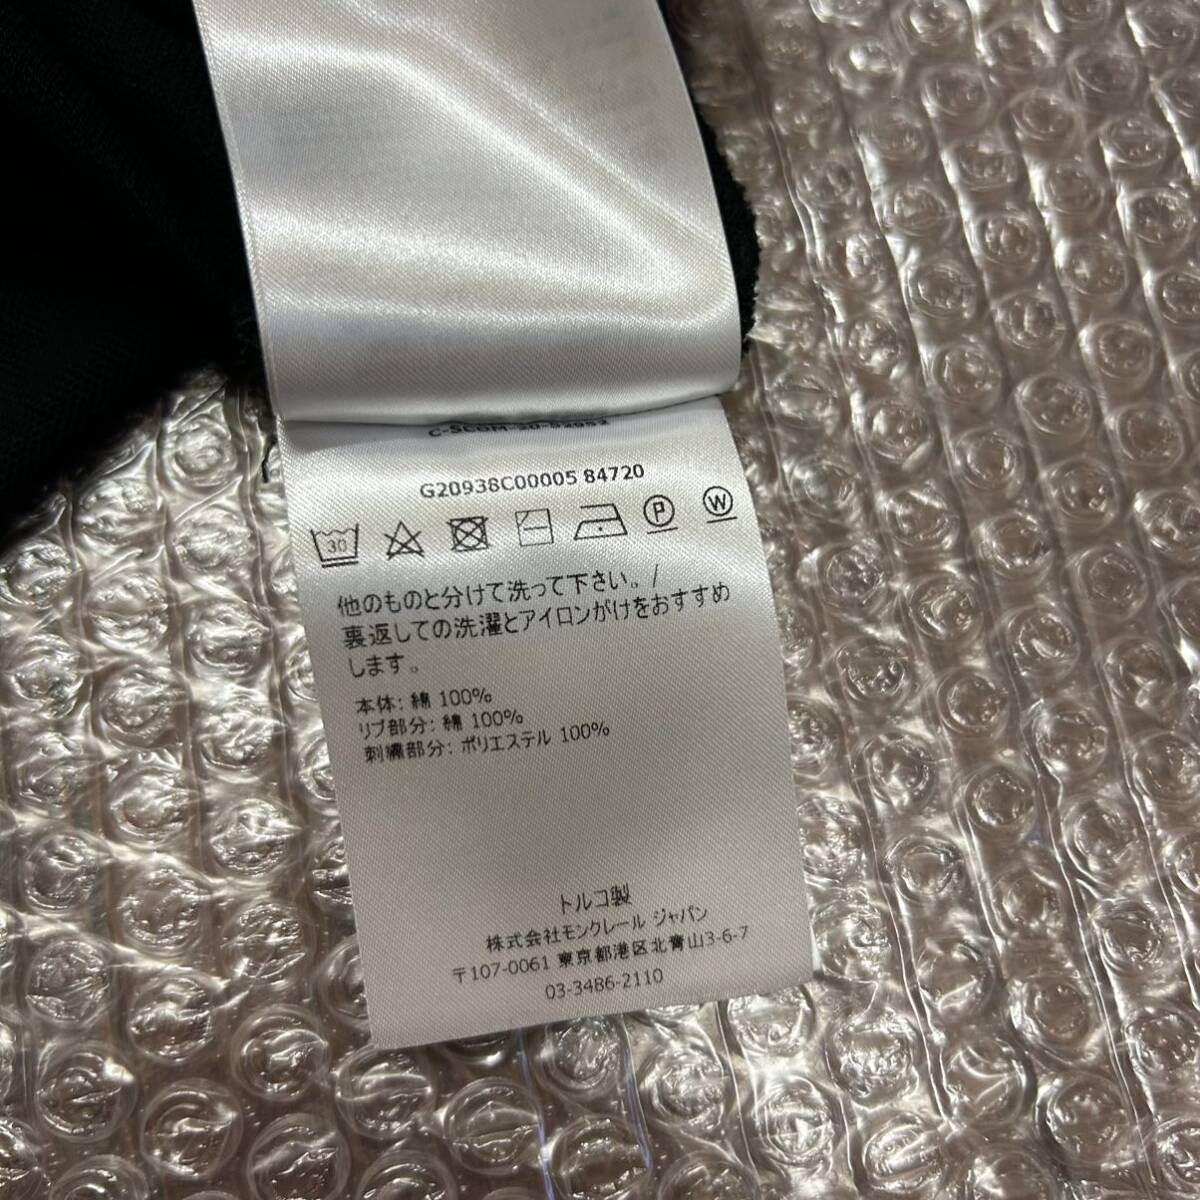 G20938C00005 84720
30
P
W
他のものと分けて洗って下さい。/
裏返しての洗濯とアイロンがけをおすすめ
します。
本体: 綿 100%
リブ部分: 綿 100%
刺繍部分: ポリエステル 100%
トルコ製
株式会社モンクレール ジャパン
〒107-0061 東京都港区北青山3-6-7
03-3486-2110